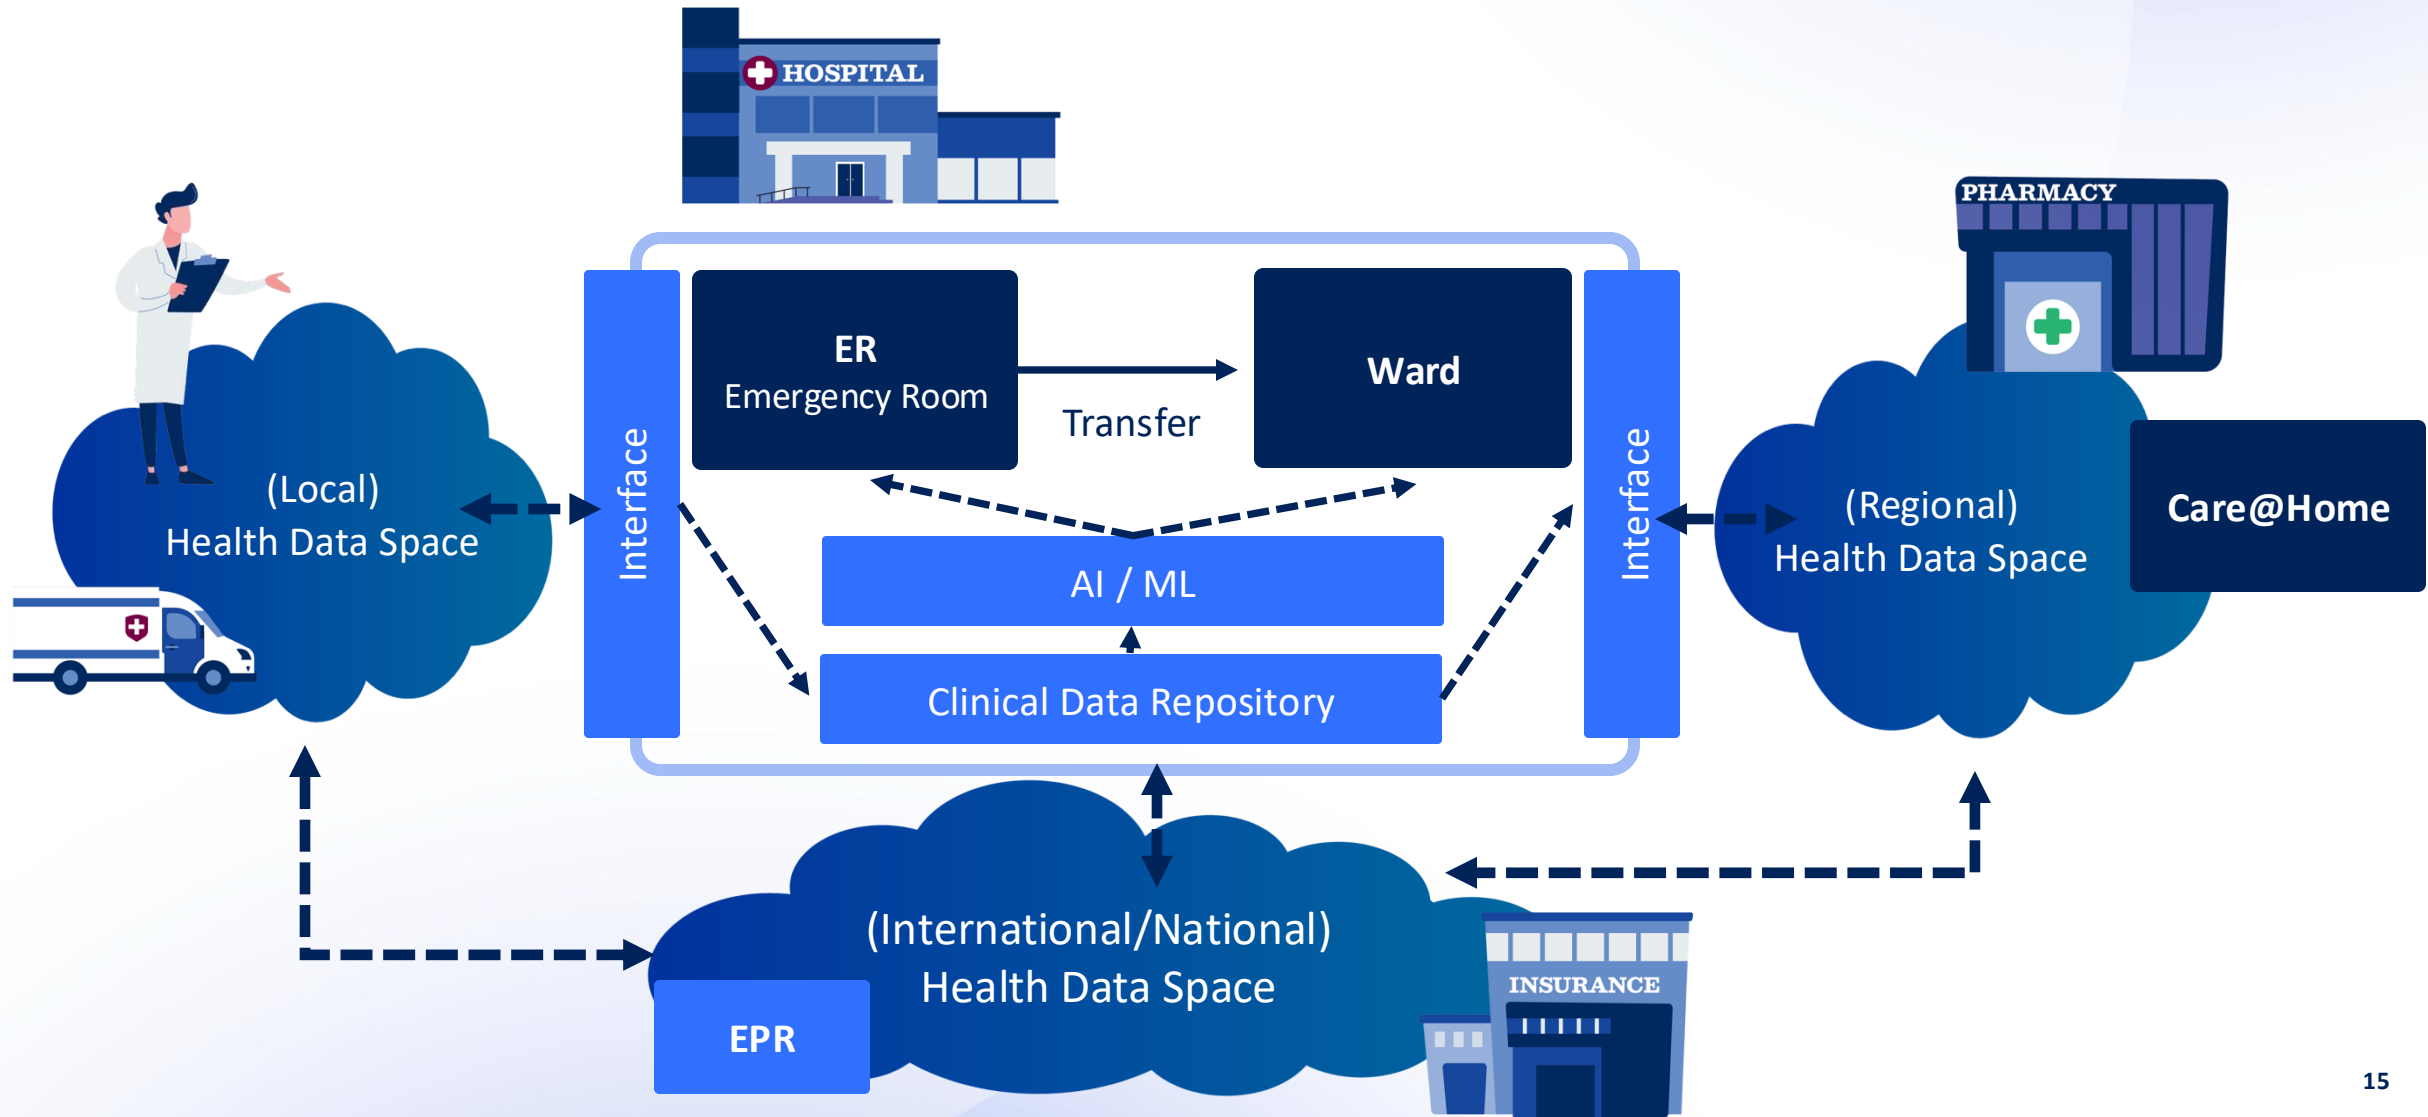 HOSPITAL
PHARMACY
ER
Emergency Room
Transfer
Ward
Interface
Interface
(Local)
Health Data Space
AI / ML
Clinical Data Repository
(Regional)
Health Data Space
Care@Home
(International/National)
Health Data Space
EPR
INSURANCE
15